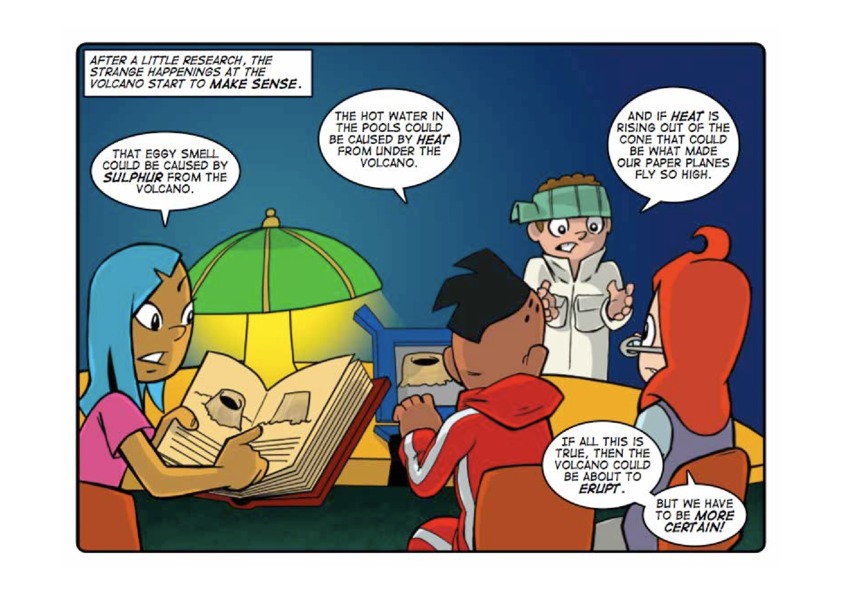 AFTER A LITTLE RESEARCH, THE
STRANGE HAPPENINGS AT THE
VOLCANO START TO MAKE SENSE.
THAT EGGY SMELL
COULD BE CAUSED BY
SULPHUR FROM THE
VOLCANO.
THE HOT WATER IN
THE POOLS COULD
BE CAUSED BY HEAT
FROM UNDER THE
VOLCANO.
AND IF HEAT IS
RISING OUT OF THE
CONE THAT COULD
BE WHAT MADE
OUR PAPER PLANES
FLY SO HIGH.
IF ALL THIS IS
TRUE, THEN THE
VOLCANO COULD
BE ABOUT TO
ERUPT.
BUT WE HAVE
TO BE MORE
CERTAIN!